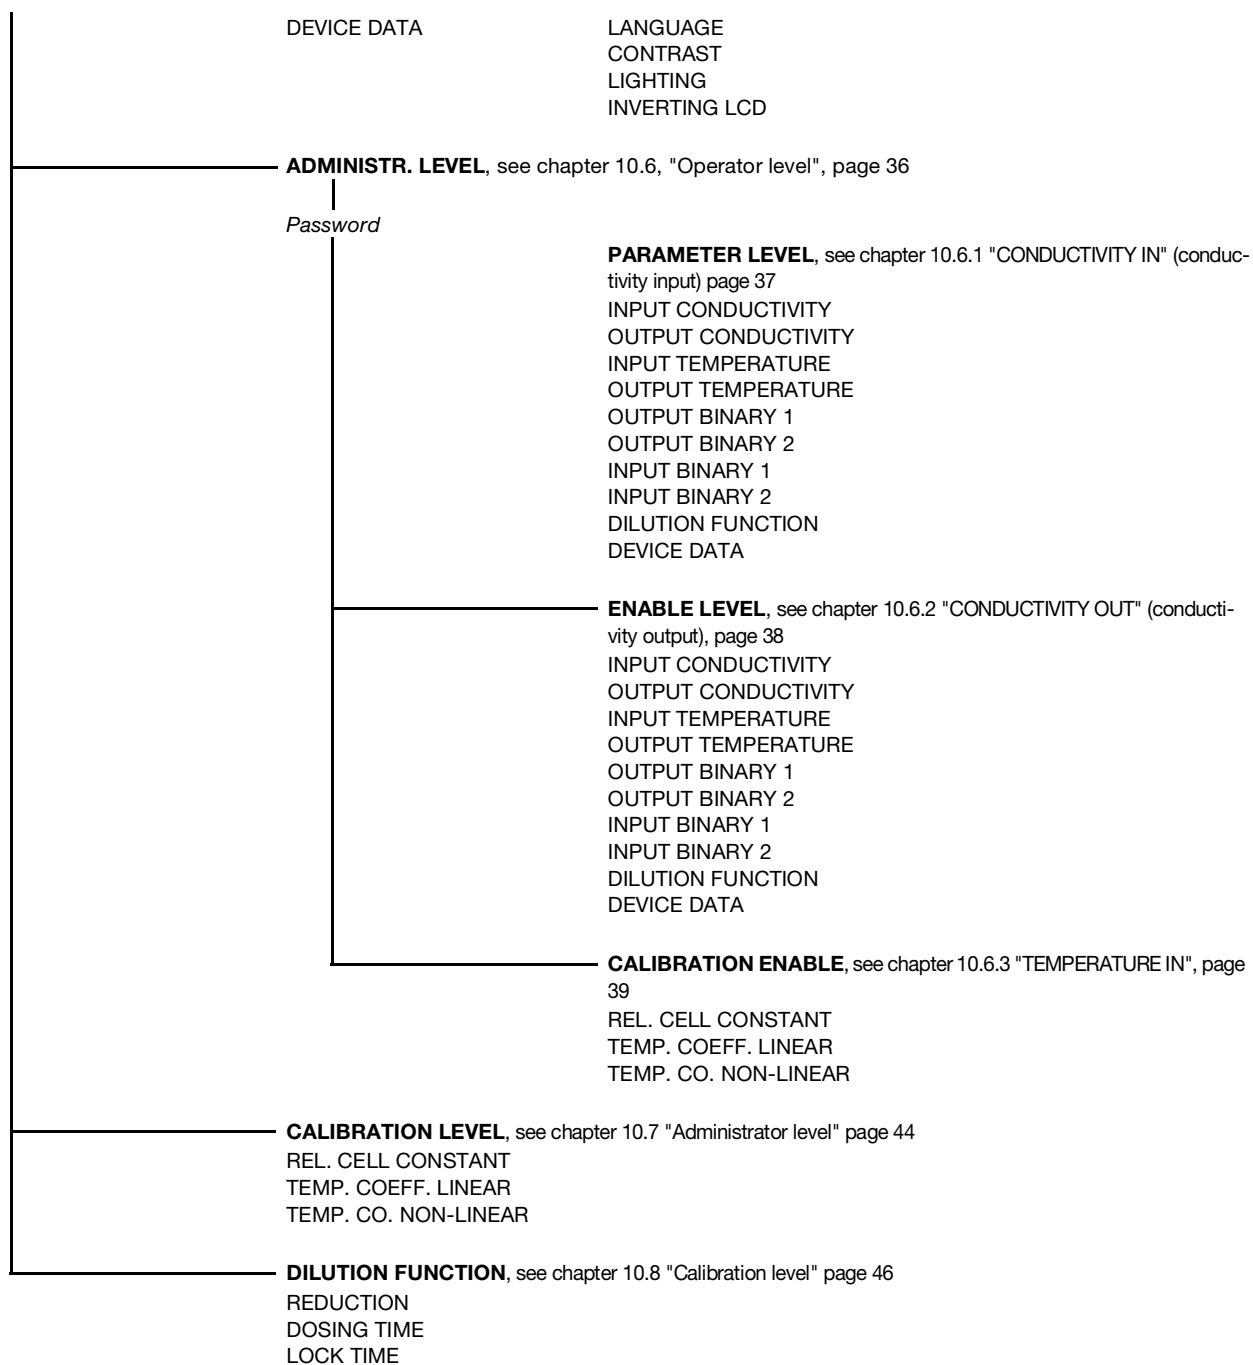 DEVICE DATA LANGUAGE
CONTRAST
LIGHTING
INVERTING LCD
ADMINISTR. LEVEL, see chapter 10.6, "Operator level", page 36
Password
PARAMETER LEVEL, see chapter 10.6.1 "CONDUCTIVITY IN" (conduc-
tivity input) page 37
INPUT CONDUCTIVITY
OUTPUT CONDUCTIVITY
INPUT TEMPERATURE
OUTPUT TEMPERATURE
OUTPUT BINARY 1
OUTPUT BINARY 2
INPUT BINARY 1
INPUT BINARY 2
DILUTION FUNCTION
DEVICE DATA
ENABLE LEVEL, see chapter 10.6.2 "CONDUCTIVITY OUT" (conducti-
vity output), page 38
INPUT CONDUCTIVITY
OUTPUT CONDUCTIVITY
INPUT TEMPERATURE
OUTPUT TEMPERATURE
OUTPUT BINARY 1
OUTPUT BINARY 2
INPUT BINARY 1
INPUT BINARY 2
DILUTION FUNCTION
DEVICE DATA
CALIBRATION ENABLE, see chapter 10.6.3 "TEMPERATURE IN", page
39
REL. CELL CONSTANT
TEMP. COEFF. LINEAR
TEMP. CO. NON-LINEAR
CALIBRATION LEVEL, see chapter 10.7 "Administrator level" page 44
REL. CELL CONSTANT
TEMP. COEFF. LINEAR
TEMP. CO. NON-LINEAR
DILUTION FUNCTION, see chapter 10.8 "Calibration level" page 46
REDUCTION
DOSING TIME
LOCK TIME